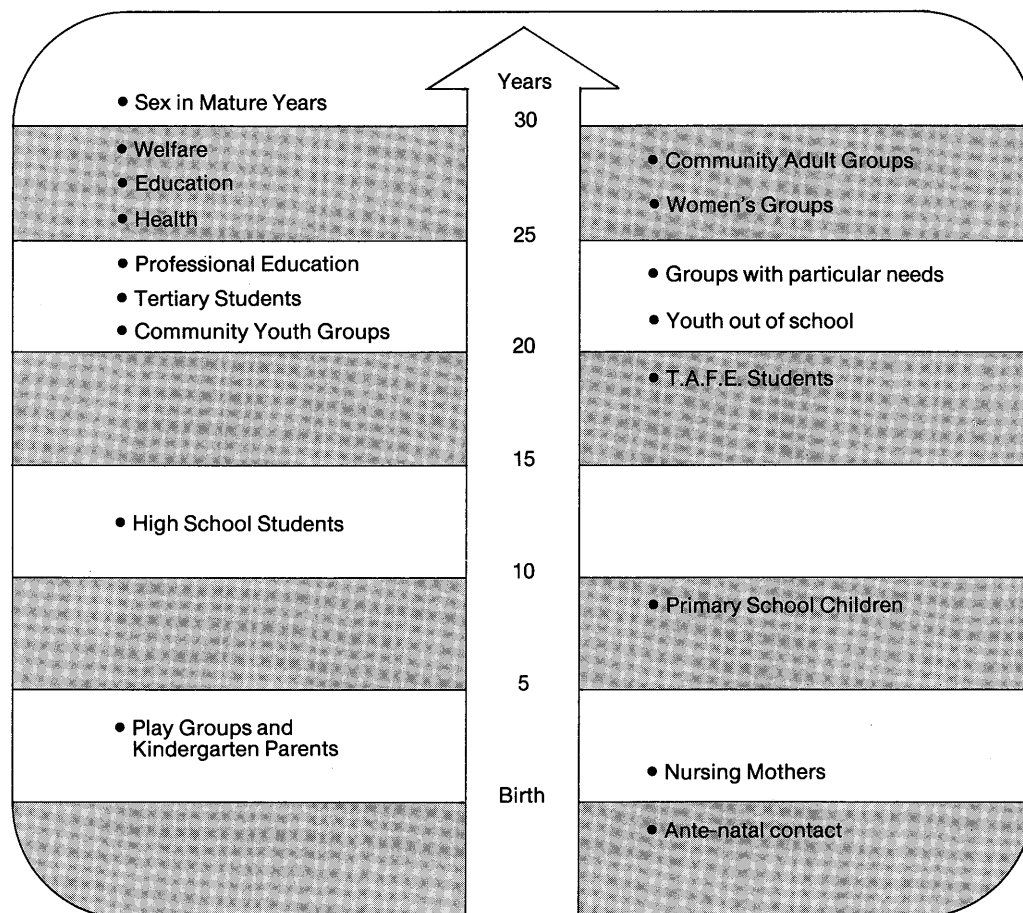 Years
• Sex in Mature Years
30
• Welfare
• Education
• Health
• Community Adult Groups
• Women's Groups
25
• Professional Education
• Tertiary Students
• Community Youth Groups
• Groups with particular needs
• Youth out of school
20
• T.A.F.E. Students
15
• High School Students
10
• Primary School Children
5
• Play Groups and
Kindergarten Parents
• Nursing Mothers
Birth
• Ante-natal contact